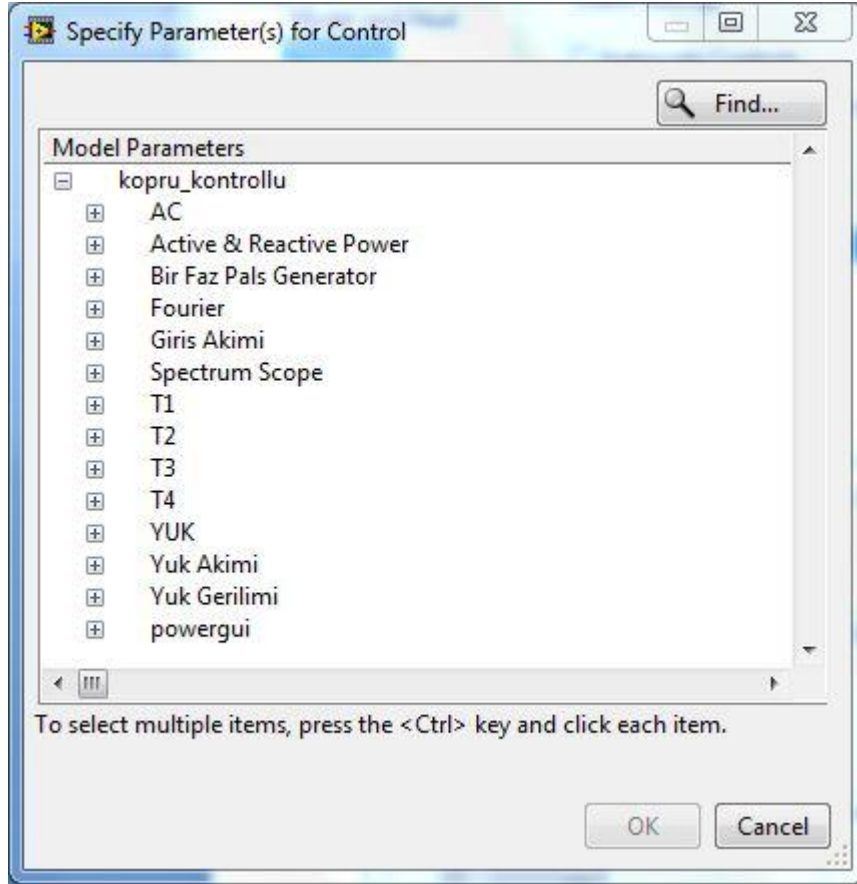 Specify Parameter(s) for Control
Find...
Model Parameters
kopru_kontrollu
AC
Active & Reactive Power
Bir Faz Pals Generator
Fourier
Giris Akimi
Spectrum Scope
T1
T2
T3
T4
YUK
Yuk Akimi
Yuk Gerilimi
powergui
To select multiple items, press the <Ctrl> key and click each item.
OK
Cancel